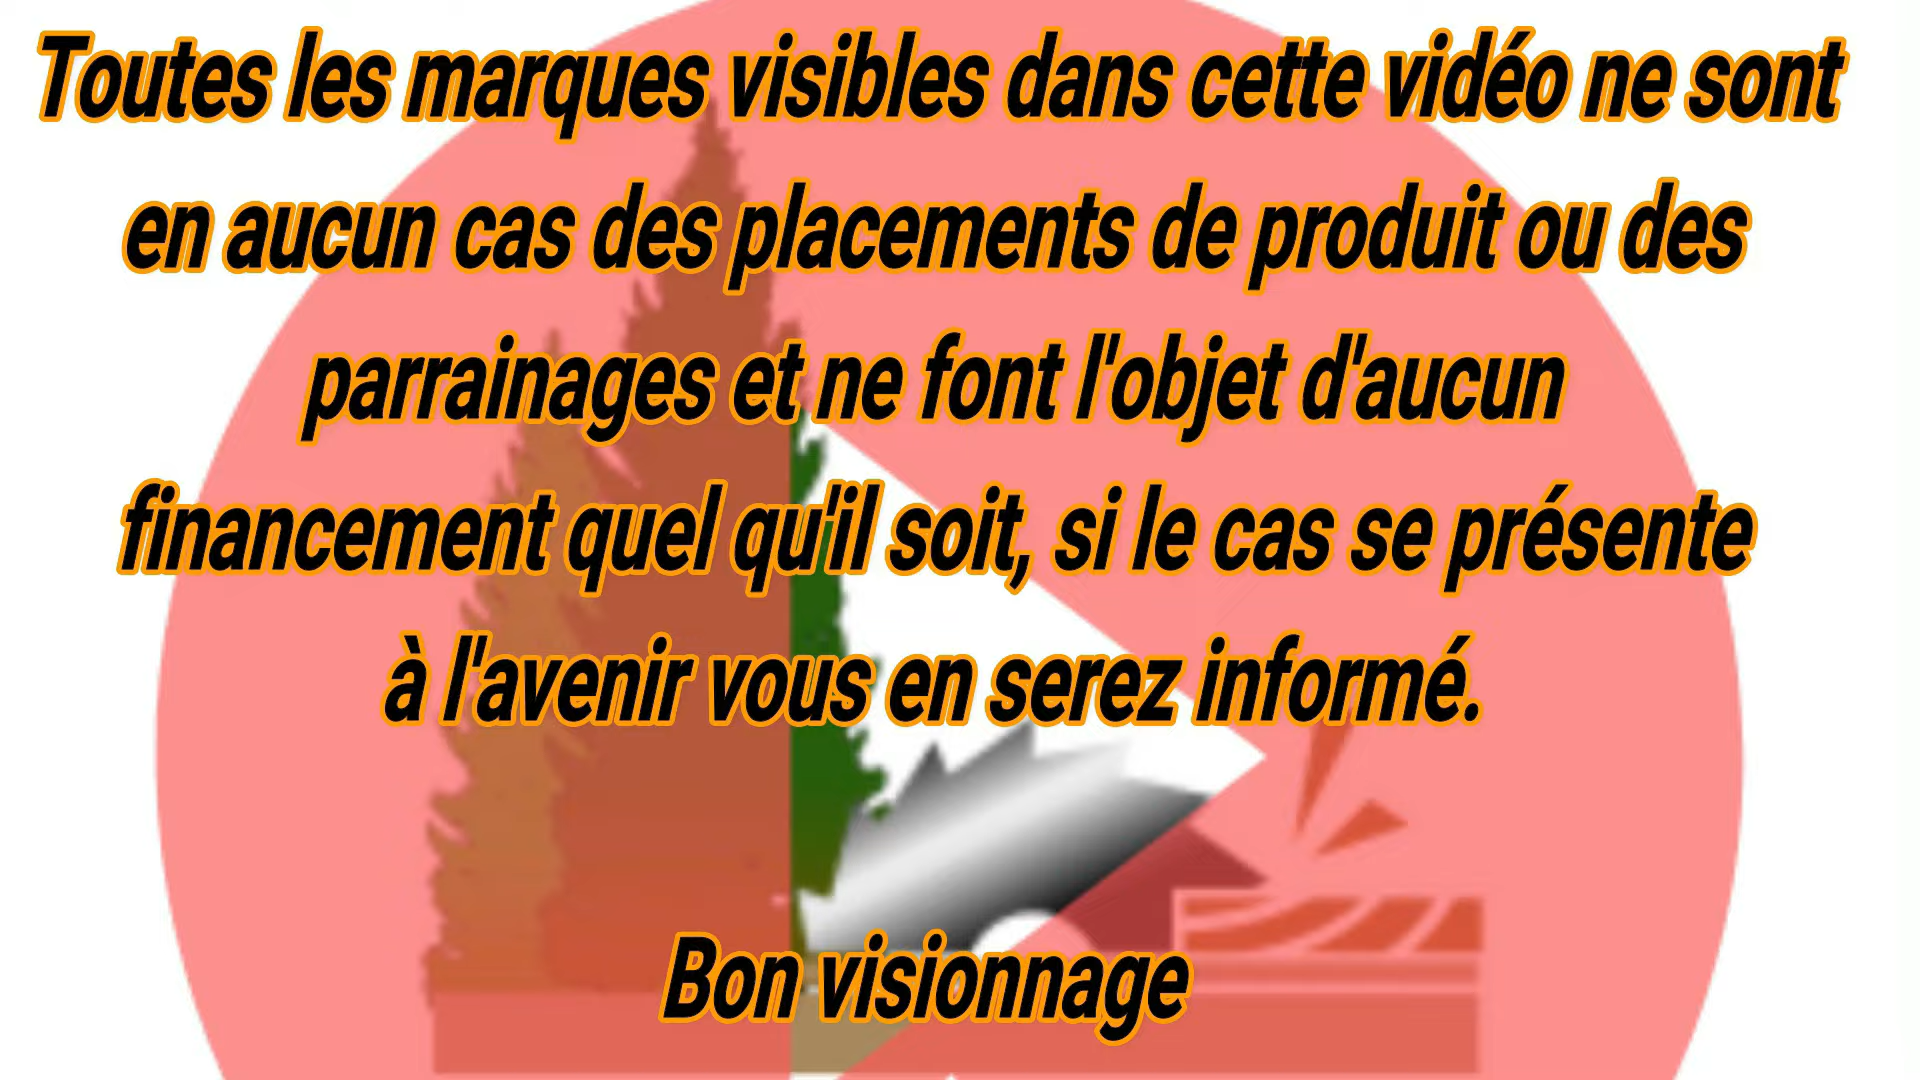 Toutes les marques visibles dans cette vidéo ne sont
en aucun cas des placements de produit ou des
parrainages et ne font l'objet d'aucun
financement quel qu'il soit, si le cas se présente
à l'avenir vous en serez informé.
Bon visionnage